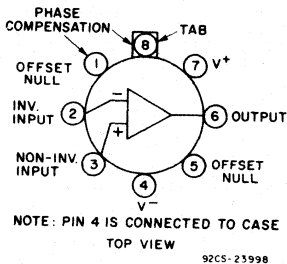 PHASE
COMPENSATION
TAB
8
1
OFFSET
NULL
7
V+
INV.
INPUT
2
−
6
OUTPUT
+
NON-INV.
INPUT
3
5
OFFSET
NULL
4
V−
NOTE: PIN 4 IS CONNECTED TO CASE
TOP VIEW
92CS-23998